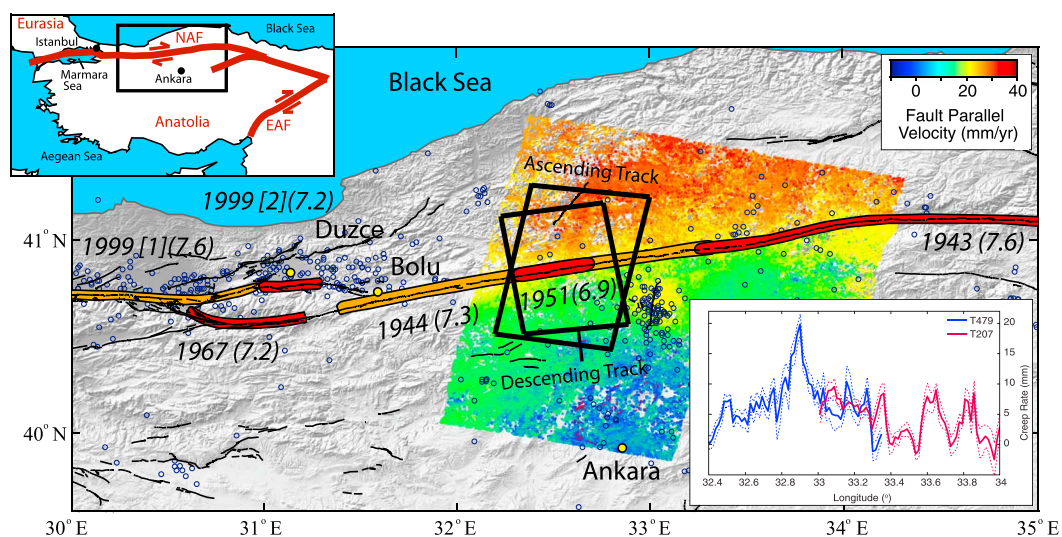 Eurasia
Black Sea
NAF
Istanbul
Marmara
Sea
Ankara
Anatolia
EAF
Aegean Sea
Black Sea
0 20 40
Fault Parallel
Velocity (mm/yr)
Ascending Track
1999 [2](7.2)
Duzce
41° N
1999 [1](7.6)
Bolu
1943 (7.6)
1951(6.9)
1944 (7.3)
1967 (7.2)
Descending Track
40° N
Ankara
T479
T207
20
15
10
5
0
Creep Rate (mm)
32.4 32.6 32.8 33 33.2 33.4 33.6 33.8 34
Longitude (°)
30° E 31° E 32° E 33° E 34° E 35° E